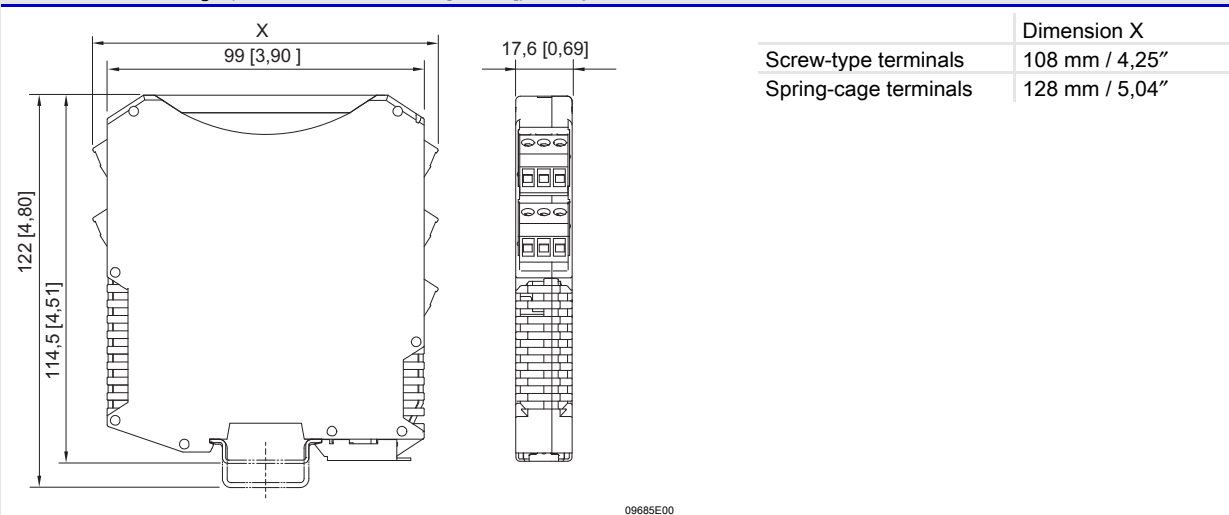 X
99 [3,90 ]
17,6 [0,69]
122 [4,80]
114,5 [4,51]
Dimension X
Screw-type terminals 108 mm / 4,25″
Spring-cage terminals 128 mm / 5,04″
09685E00